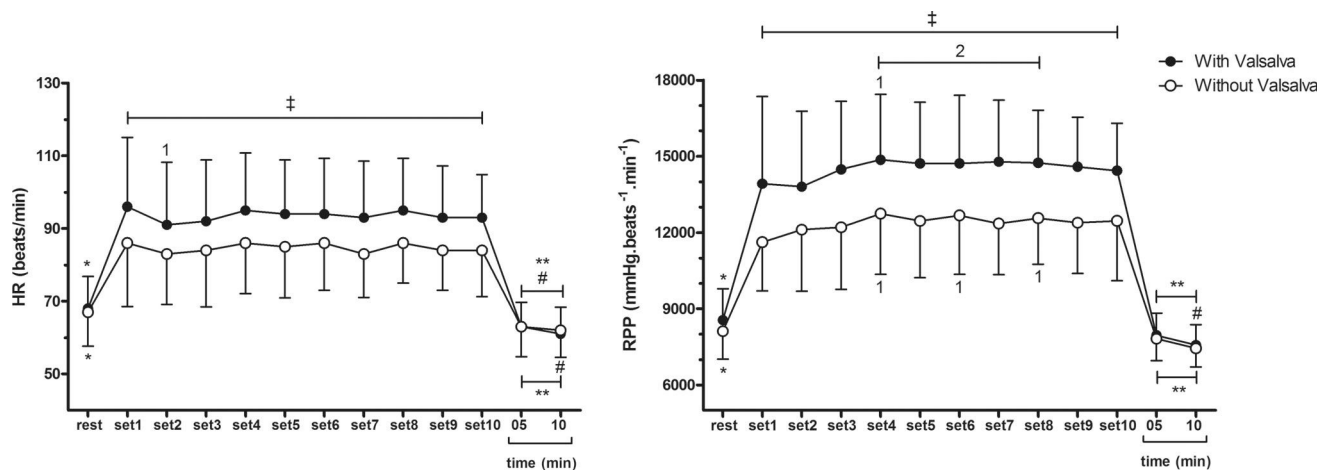 ‡
130
1
110
HR (beats/min)
90
**
*
#
70
#
*
**
50
rest set1 set2 set3 set4 set5 set6 set7 set8 set9 set10 05 10
time (min)
‡
2
With Valsalva
Without Valsalva
18000
1
15000
RPP (mmHg.beats⁻¹.min⁻¹)
12000
*
**
1 1 1
#
9000
*
**
6000
rest set1 set2 set3 set4 set5 set6 set7 set8 set9 set10 05 10
time (min)